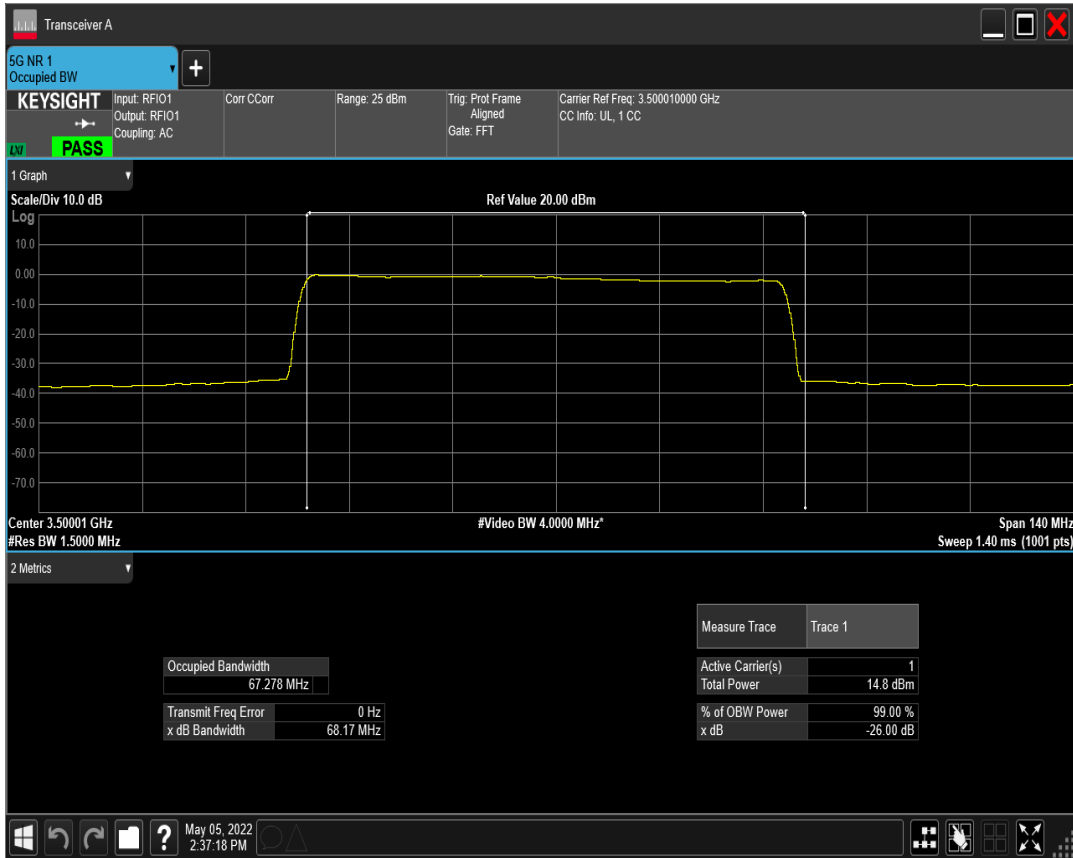 Transceiver A
5G NR 1
Occupied BW
+
KEYSIGHT
Input: RFIO1
Output: RFIO1
Coupling: AC
Corr CCorr
Range: 25 dBm
Trig: Prot Frame
Aligned
Gate: FFT
Carrier Ref Freq: 3.500010000 GHz
CC Info: UL, 1 CC
LXI
PASS
1 Graph
Scale/Div 10.0 dB
Ref Value 20.00 dBm
Log
10.0
0.00
-10.0
-20.0
-30.0
-40.0
-50.0
-60.0
-70.0
Center 3.50001 GHz
#Video BW 4.0000 MHz*
Span 140 MHz
#Res BW 1.5000 MHz
Sweep 1.40 ms (1001 pts)
2 Metrics
Measure Trace Trace 1
Occupied Bandwidth
67.278 MHz
Active Carrier(s) 1
Total Power 14.8 dBm
Transmit Freq Error 0 Hz
x dB Bandwidth 68.17 MHz
% of OBW Power 99.00 %
x dB -26.00 dB
?
May 05, 2022
2:37:18 PM